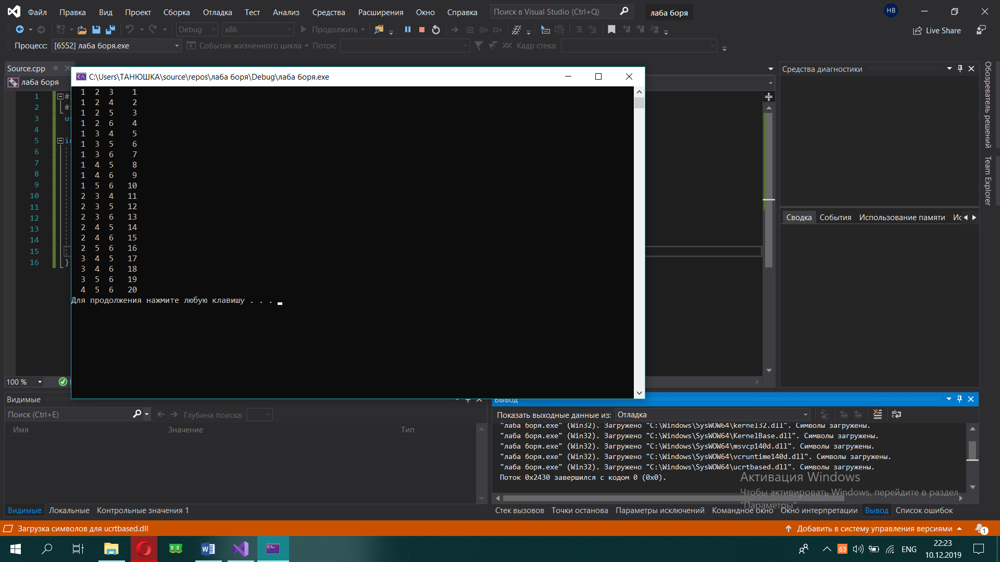 Файл Правка Вид Проект Сборка Отладка Тест Анализ Средства Расширения Окно Справка Поиск в Visual Studio (Ctrl+Q) лаба боря НВ
Debug x86 Продолжить Live Share
Процесс: [6552] лаба боря.exe События жизненного цикла Поток: Кадр стека:
Source.cpp
лаба боря
C:\Users\ТАНЮШКА\source\repos\лаба боря\Debug\лаба боря.exe
1 2 3 1
1 2 4 2
1 2 5 3
1 2 6 4
1 3 4 5
1 3 5 6
1 3 6 7
1 4 5 8
1 4 6 9
1 5 6 10
2 3 4 11
2 3 5 12
2 3 6 13
2 4 5 14
2 4 6 15
2 5 6 16
3 4 5 17
3 4 6 18
3 5 6 19
4 5 6 20
Для продолжения нажмите любую клавишу . . .
1 #
2 #
3 us
4
5 in
6
7
8
9
10
11
12
13
14
15
16 }
100 %
Средства диагностики
Сводка События Использование памяти
Обозреватель решений
Team Explorer
Видимые
Поиск (Ctrl+E) Глубина поиска:
Имя Значение Тип
Видимые Локальные Контрольные значения 1
Вывод
Показать выходные данные из: Отладка
"лаба боря.exe" (Win32). Загружено "C:\Windows\SysWOW64\kernel32.dll". Символы загружены.
"лаба боря.exe" (Win32). Загружено "C:\Windows\SysWOW64\KernelBase.dll". Символы загружены.
"лаба боря.exe" (Win32). Загружено "C:\Windows\SysWOW64\msvcp140d.dll". Символы загружены.
"лаба боря.exe" (Win32). Загружено "C:\Windows\SysWOW64\vcruntime140d.dll". Символы загружены.
"лаба боря.exe" (Win32). Загружено "C:\Windows\SysWOW64\ucrtbased.dll". Символы загружены.
Поток 0x2430 завершился с кодом 0 (0x0).
Активация Windows
Чтобы активировать Windows, перейдите в раздел
"Параметры".
Стек вызовов Точки останова Параметры исключений Командное окно Окно интерпретации Вывод Список ошибок
Загрузка символов для ucrtbased.dll Добавить в систему управления версиями 1
63 ENG 22:23
10.12.2019